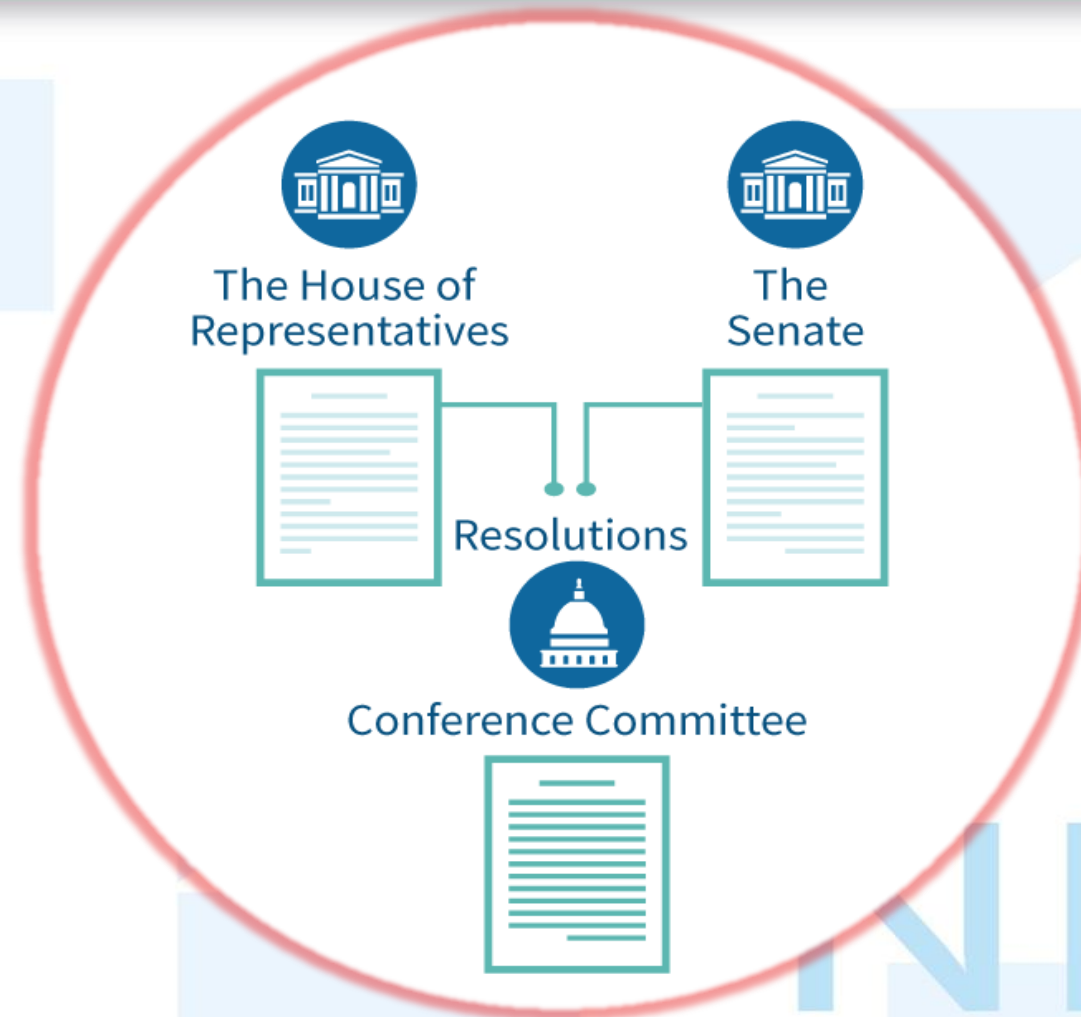 The House of
Representatives
The
Senate
Resolutions
Conference Committee